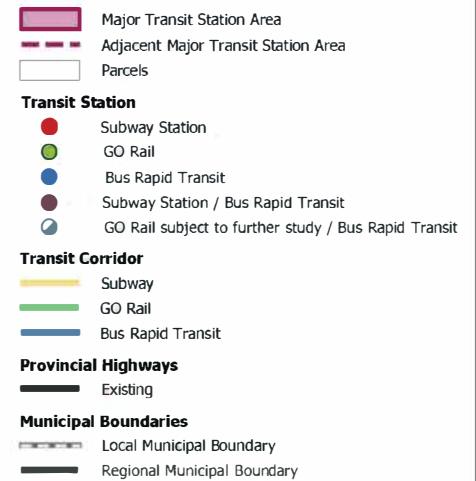 Major Transit Station Area
Adjacent Major Transit Station Area
Parcels
Transit Station
Subway Station
GO Rail
Bus Rapid Transit
Subway Station / Bus Rapid Transit
GO Rail subject to further study / Bus Rapid Transit
Transit Corridor
Subway
GO Rail
Bus Rapid Transit
Provincial Highways
Existing
Municipal Boundaries
Local Municipal Boundary
Regional Municipal Boundary